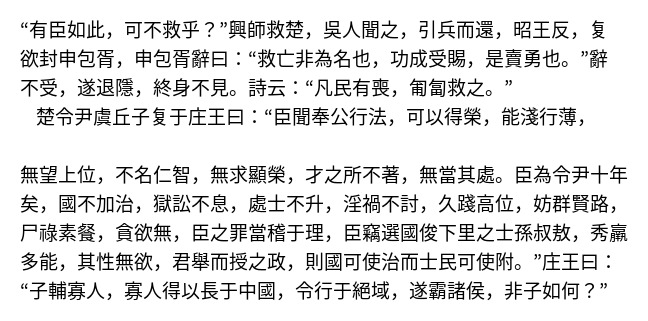 “有臣如此，可不救乎？”興師救楚，吳人聞之，引兵而還，昭王反，复
欲封申包胥，申包胥辭曰：“救亡非為名也，功成受賜，是賣勇也。”辭
不受，遂退隱，終身不見。詩云：“凡民有喪，匍匐救之。”
楚令尹虞丘子复于庄王曰：“臣聞奉公行法，可以得榮，能淺行薄，
無望上位，不名仁智，無求顯榮，才之所不著，無當其處。臣為令尹十年
矣，國不加治，獄訟不息，處士不升，淫禍不討，久踐高位，妨群賢路，
尸祿素餐，貪欲無，臣之罪當稽于理，臣竊選國俊下里之士孫叔敖，秀羸
多能，其性無欲，君舉而授之政，則國可使治而士民可使附。”庄王曰：
“子輔寡人，寡人得以長于中國，令行于絕域，遂霸諸侯，非子如何？”